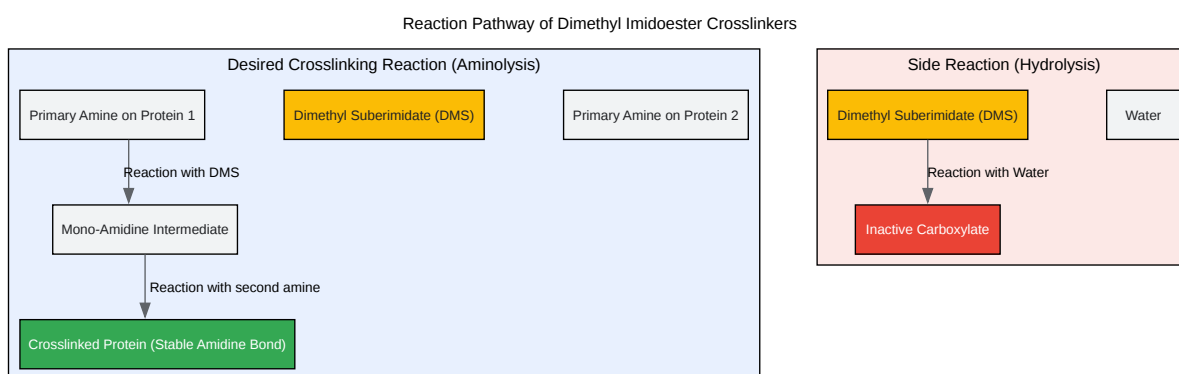 Reaction Pathway of Dimethyl Imidoester Crosslinkers
Desired Crosslinking Reaction (Aminolysis)
Primary Amine on Protein 1
Dimethyl Suberimidate (DMS)
Primary Amine on Protein 2
Reaction with DMS
Mono-Amidine Intermediate
Reaction with second amine
Crosslinked Protein (Stable Amidine Bond)
Side Reaction (Hydrolysis)
Dimethyl Suberimidate (DMS)
Water
Reaction with Water
Inactive Carboxylate